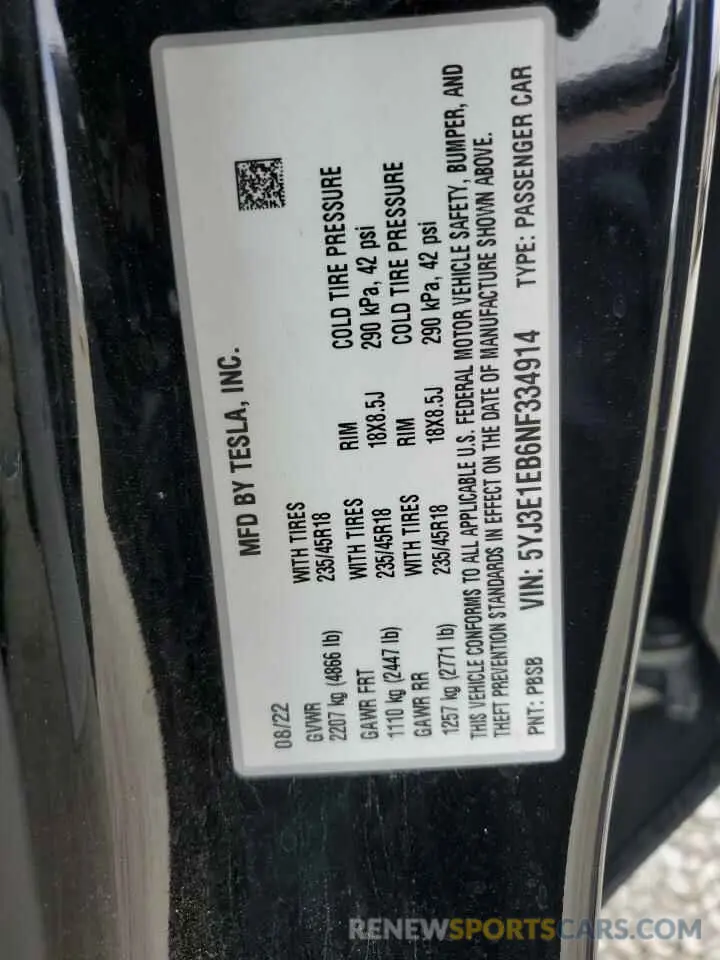 MFD BY TESLA, INC.
08/22
GVWR WITH TIRES
2207 kg (4866 lb) 235/45R18
GAWR FRT WITH TIRES RIM COLD TIRE PRESSURE
1110 kg (2447 lb) 235/45R18 18X8.5J 290 kPa, 42 psi
GAWR RR WITH TIRES RIM COLD TIRE PRESSURE
1257 kg (2771 lb) 235/45R18 18X8.5J 290 kPa, 42 psi
THIS VEHICLE CONFORMS TO ALL APPLICABLE U.S. FEDERAL MOTOR VEHICLE SAFETY, BUMPER, AND
THEFT PREVENTION STANDARDS IN EFFECT ON THE DATE OF MANUFACTURE SHOWN ABOVE.
PNT: PBSB VIN: 5YJ3E1EB6NF334914 TYPE: PASSENGER CAR
RENEWSPORTSCARS.COM